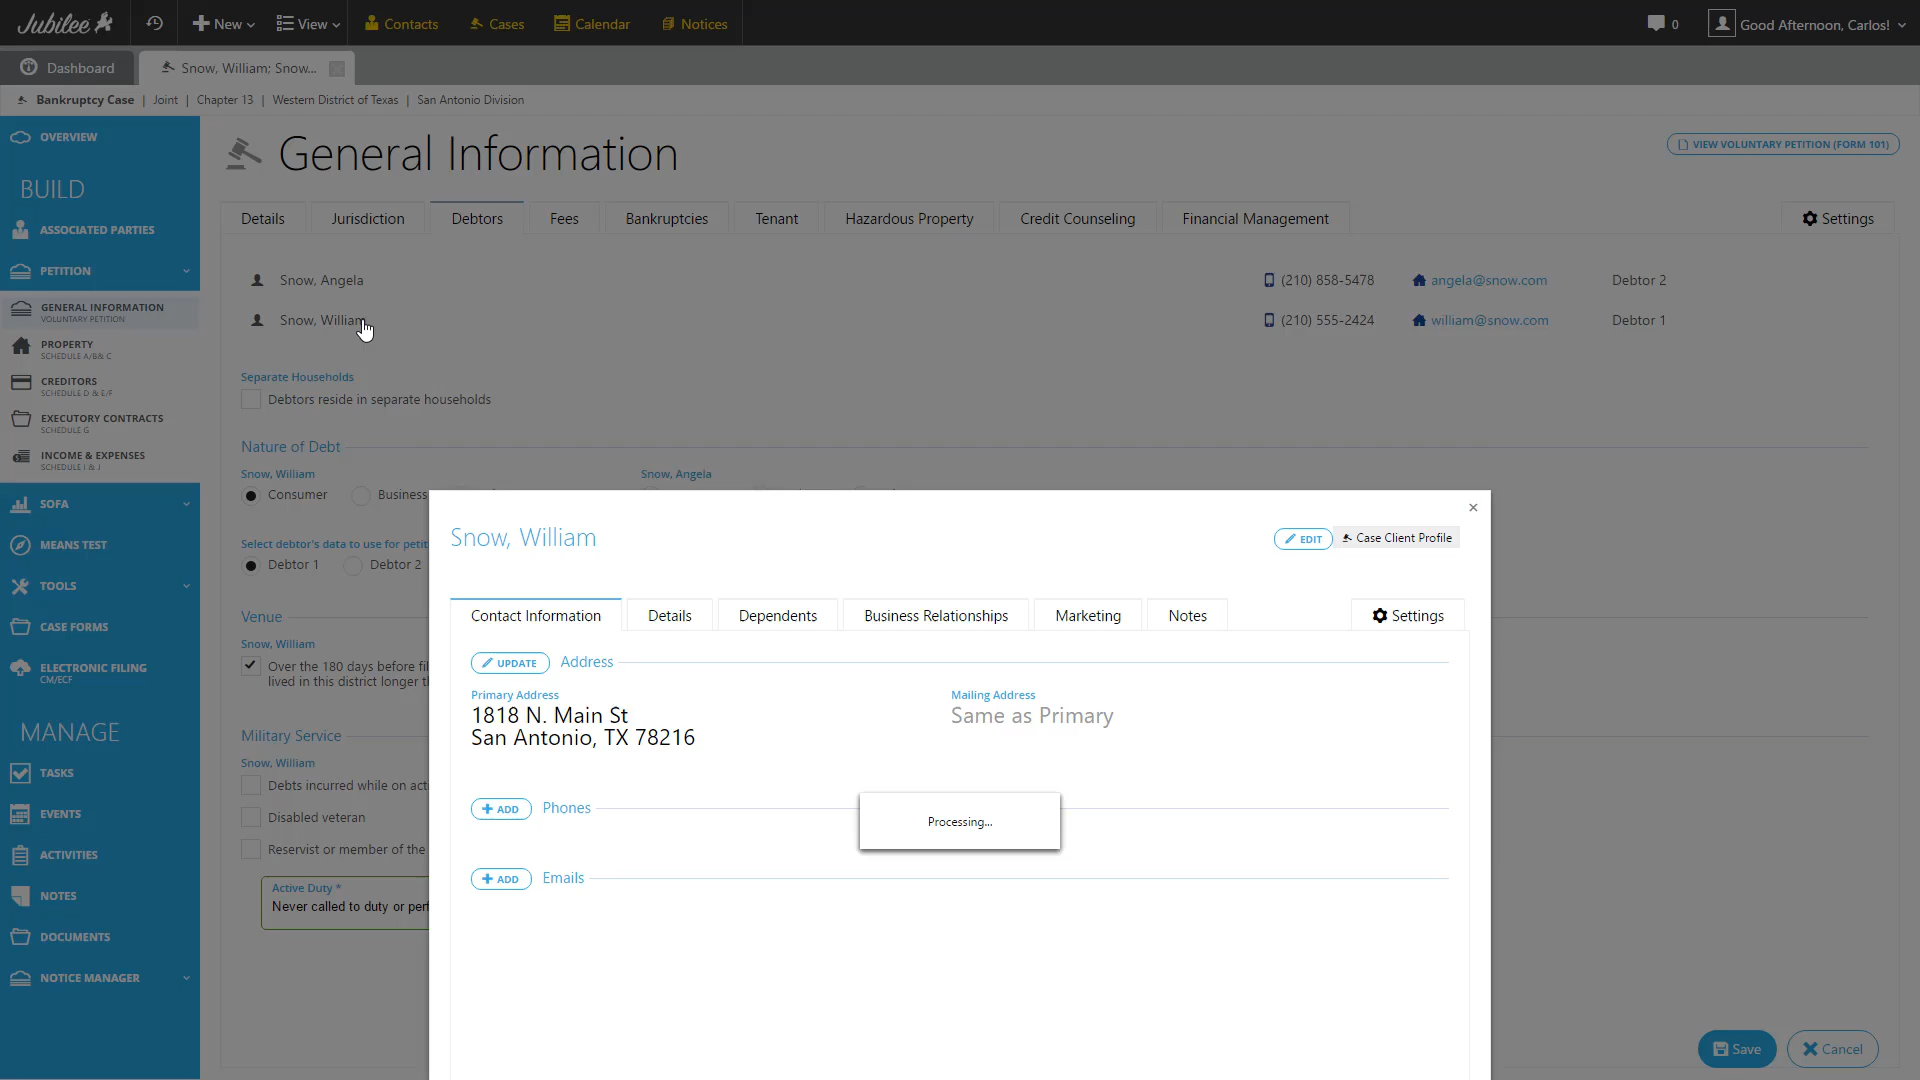 Jubilee
New
View
Contacts
Cases
Calendar
Notices
0
Good Afternoon, Carlos!
Dashboard
Snow, William; Snow...
Bankruptcy Case | Joint | Chapter 13 | Western District of Texas | San Antonio Division
OVERVIEW
BUILD
ASSOCIATED PARTIES
PETITION
GENERAL INFORMATION
VOLUNTARY PETITION
PROPERTY
SCHEDULE A/B& C
CREDITORS
SCHEDULE D & E/F
EXECUTORY CONTRACTS
SCHEDULE G
INCOME & EXPENSES
SCHEDULE I & J
SOFA
MEANS TEST
TOOLS
CASE FORMS
ELECTRONIC FILING
CM/ECF
MANAGE
TASKS
EVENTS
ACTIVITIES
NOTES
DOCUMENTS
NOTICE MANAGER
General Information
VIEW VOLUNTARY PETITION (FORM 101)
Details
Jurisdiction
Debtors
Fees
Bankruptcies
Tenant
Hazardous Property
Credit Counseling
Financial Management
Settings
Snow, Angela
(210) 858-5478
angela@snow.com
Debtor 2
Snow, William
(210) 555-2424
william@snow.com
Debtor 1
Separate Households
Debtors reside in separate households
Nature of Debt
Snow, William
Snow, Angela
Consumer
Business
Select debtor's data to use for petiti
Debtor 1
Debtor 2
Venue
Snow, William
Over the 180 days before fil
lived in this district longer th
Military Service
Snow, William
Debts incurred while on acti
Disabled veteran
Reservist or member of the
Active Duty *
Never called to duty or perf
Snow, William
EDIT
Case Client Profile
Contact Information
Details
Dependents
Business Relationships
Marketing
Notes
Settings
UPDATE
Address
Primary Address
1818 N. Main St
San Antonio, TX 78216
Mailing Address
Same as Primary
ADD
Phones
Processing...
ADD
Emails
Save
Cancel